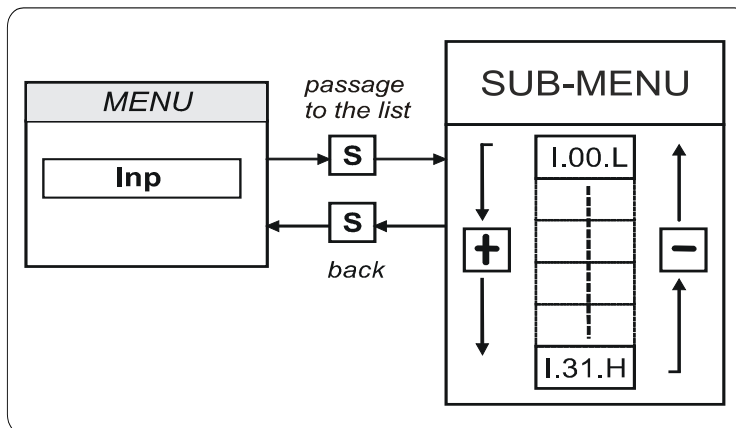 MENU
Inp
passage
to the list
S
S
back
SUB-MENU
I.00.L
+
−
I.31.H